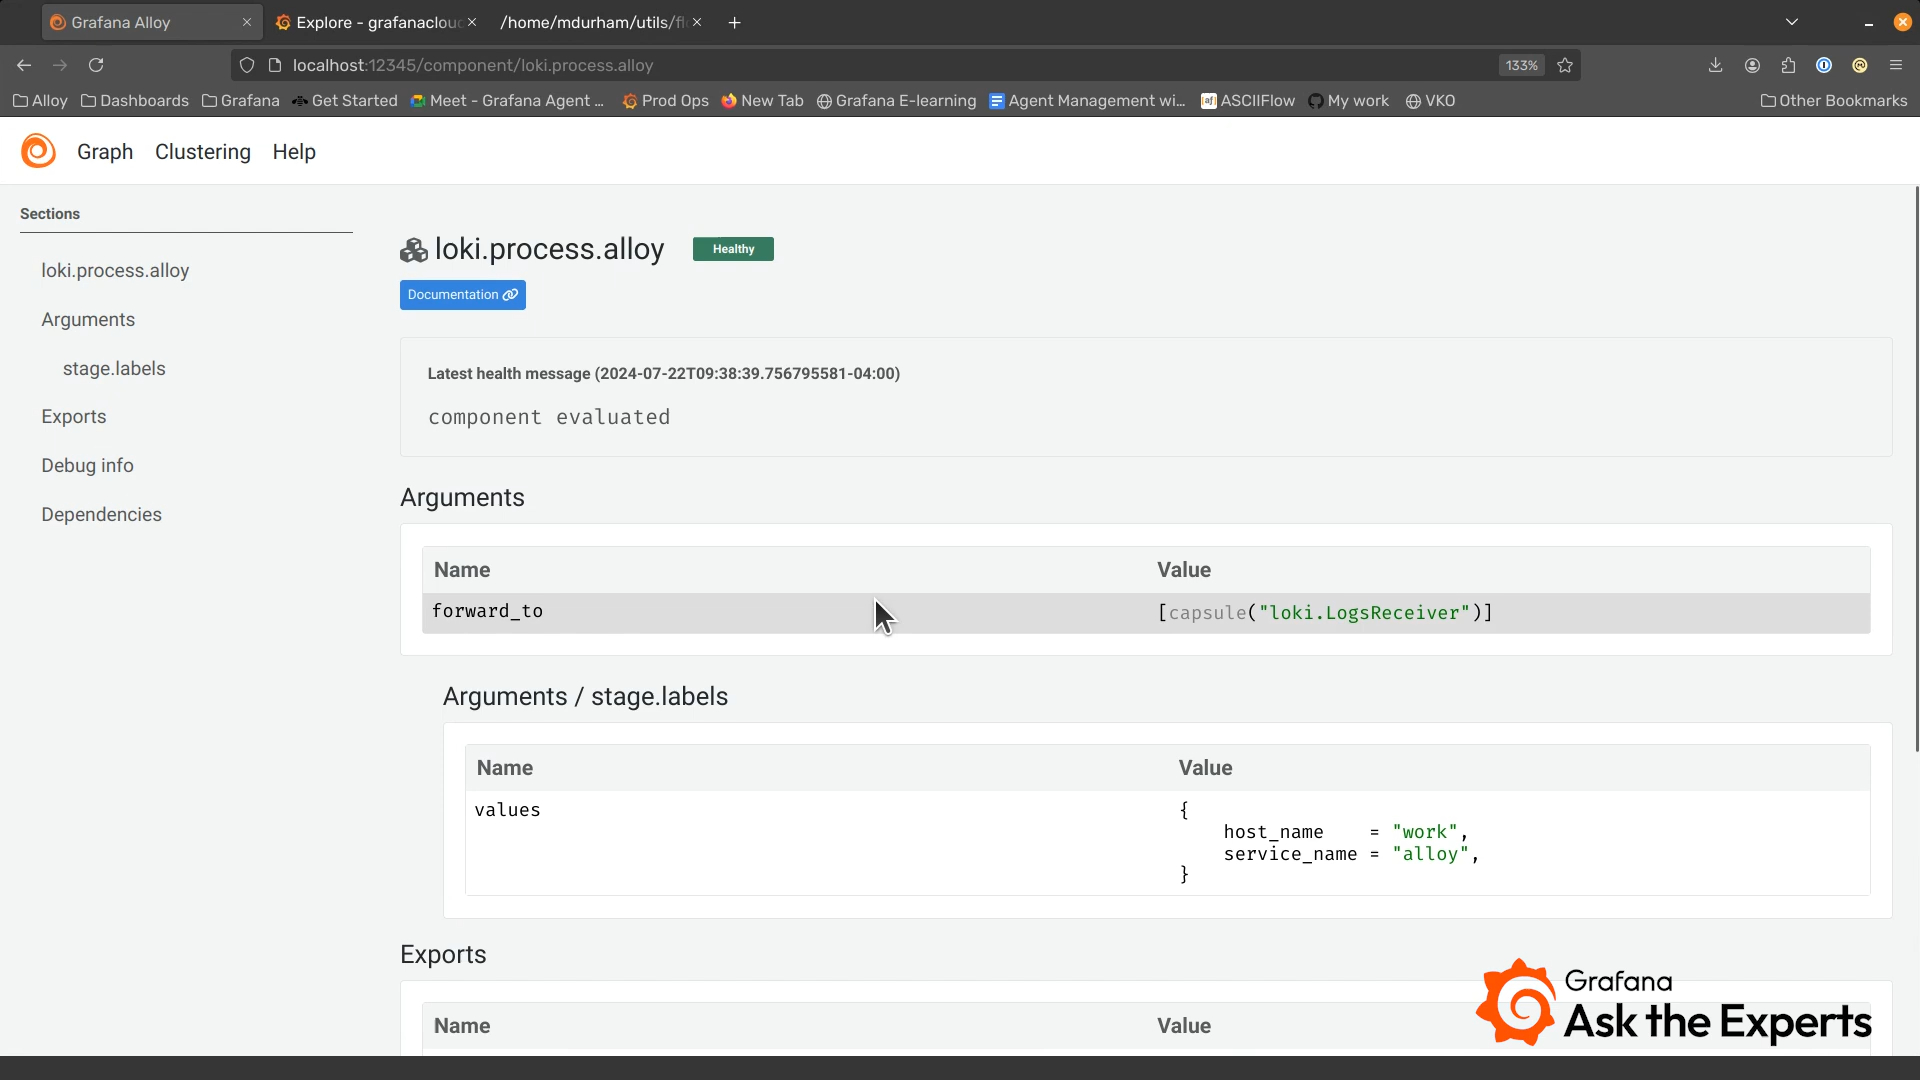 Grafana Alloy
Explore - grafanaclou
/home/mdurham/utils/fl
localhost:12345/component/loki.process.alloy
133%
Alloy
Dashboards
Grafana
Get Started
Meet - Grafana Agent ...
Prod Ops
New Tab
Grafana E-learning
Agent Management wi...
ASCIIFlow
My work
VKO
Other Bookmarks
Graph
Clustering
Help
Sections
loki.process.alloy
Arguments
stage.labels
Exports
Debug info
Dependencies
loki.process.alloy
Healthy
Documentation
Latest health message (2024-07-22T09:38:39.756795581-04:00)
component evaluated
Arguments
Name Value
forward_to [capsule("loki.LogsReceiver")]
Arguments / stage.labels
Name Value
values {
host_name = "work",
service_name = "alloy",
}
Exports
Name Value
Grafana
Ask the Experts